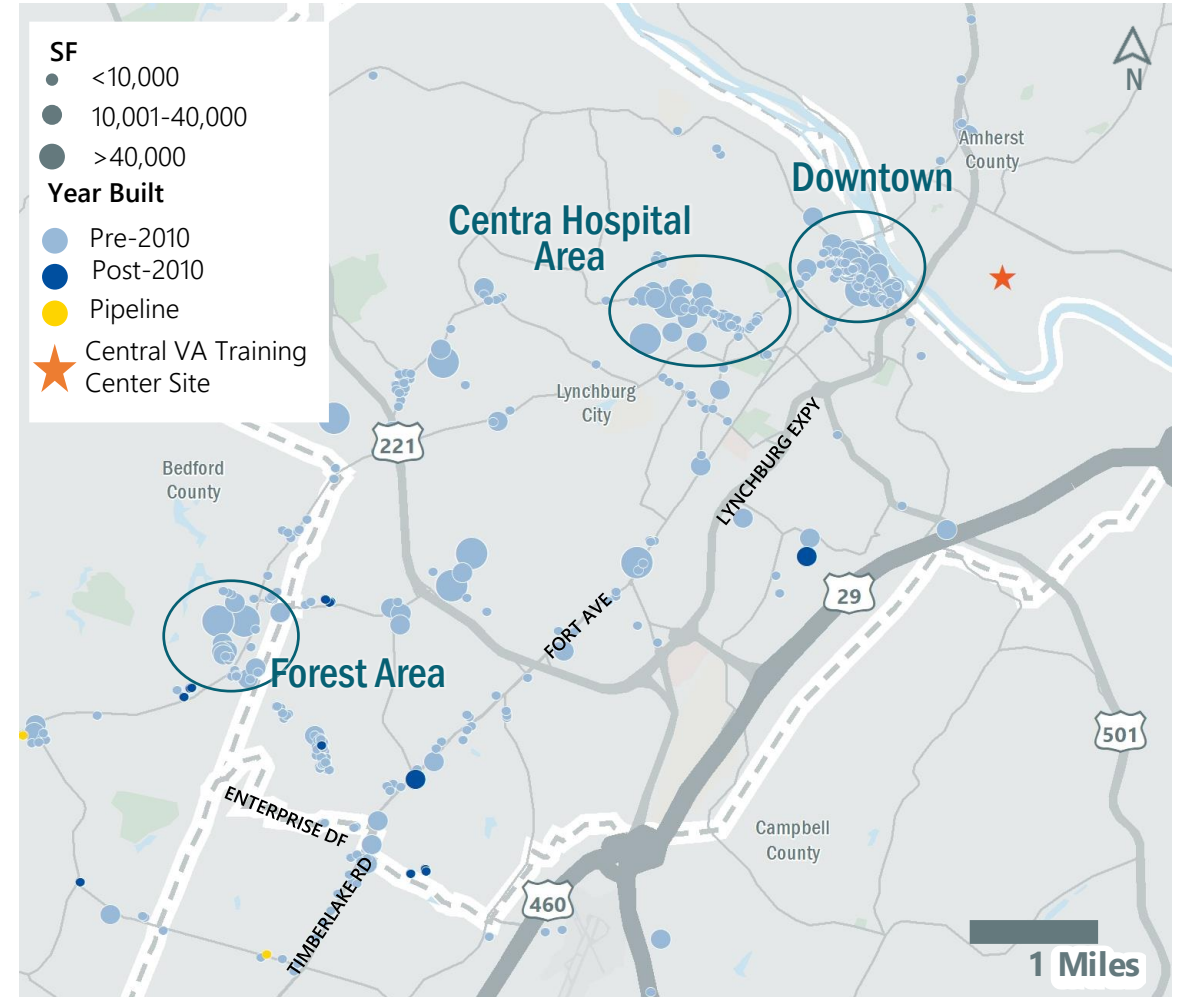 SF
<10,000
10,001-40,000
>40,000
Year Built
Pre-2010
Post-2010
Pipeline
Central VA Training
Center Site
N
Amherst
County
Downtown
Centra Hospital
Area
Lynchburg
City
LYNCHBURG EXPY
221
Bedford
County
29
FORT AVE
Forest Area
501
ENTERPRISE DF
Campbell
County
TIMBERLAKE RD
460
1 Miles